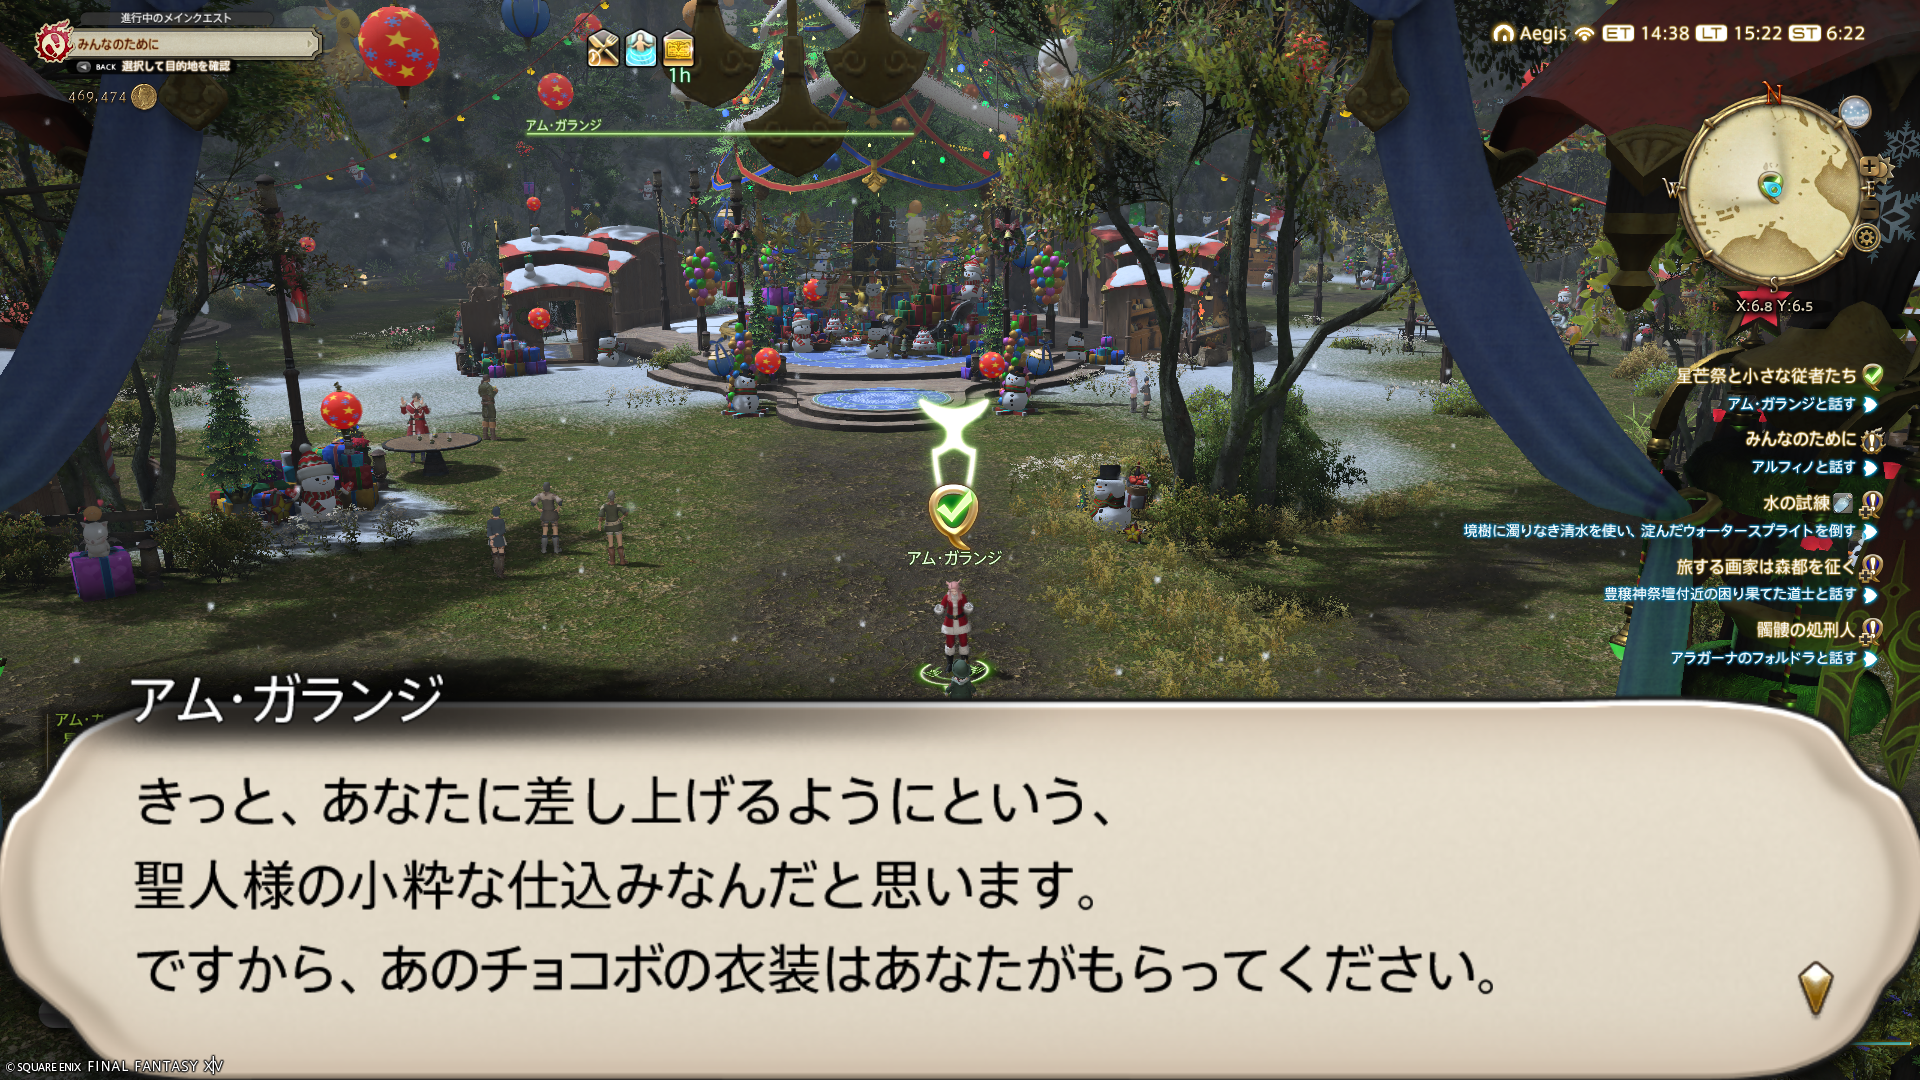 進行中のメインクエスト
みんなのために
BACK 選択して目的地を確認
469,474
1h
アム・ガランジ
Aegis ET 14:38 LT 15:22 ST 6:22
N
W
E
S
X:6.8 Y:6.5
星芒祭と小さな従者たち
アム・ガランジと話す
みんなのために
アルフィノと話す
水の試練
境樹に濁りなき清水を使い、淀んだウォータースプライトを倒す
旅する画家は森都を征く
豊穣神祭壇付近の困り果てた道士と話す
髑髏の処刑人
アラガーナのフォルドラと話す
アム・ガランジ
アム・ガランジ
きっと、あなたに差し上げるようにという、
聖人様の小粋な仕込みなんだと思います。
ですから、あのチョコボの衣装はあなたがもらってください。
© SQUARE ENIX FINAL FANTASY XIV